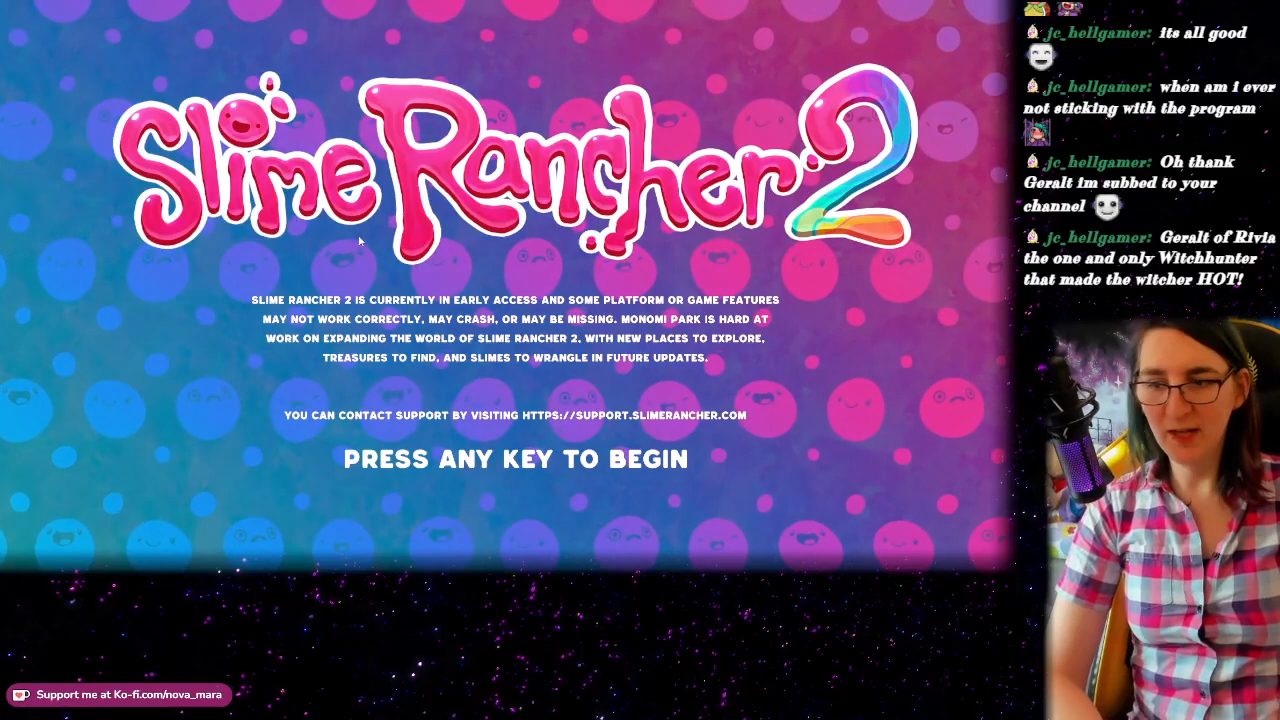 Slime Rancher 2
SLIME RANCHER 2 IS CURRENTLY IN EARLY ACCESS AND SOME PLATFORM OR GAME FEATURES
MAY NOT WORK CORRECTLY, MAY CRASH, OR MAY BE MISSING. MONOMI PARK IS HARD AT
WORK ON EXPANDING THE WORLD OF SLIME RANCHER 2, WITH NEW PLACES TO EXPLORE,
TREASURES TO FIND, AND SLIMES TO WRANGLE IN FUTURE UPDATES.
YOU CAN CONTACT SUPPORT BY VISITING HTTPS://SUPPORT.SLIMERANCHER.COM
PRESS ANY KEY TO BEGIN
jc_hellgamer: its all good
jc_hellgamer: when am i ever
not sticking with the program
jc_hellgamer: Oh thank
Geralt im subbed to your
channel
jc_hellgamer: Geralt of Rivia
the one and only Witchhunter
that made the witcher HOT!
Support me at Ko-fi.com/nova_mara